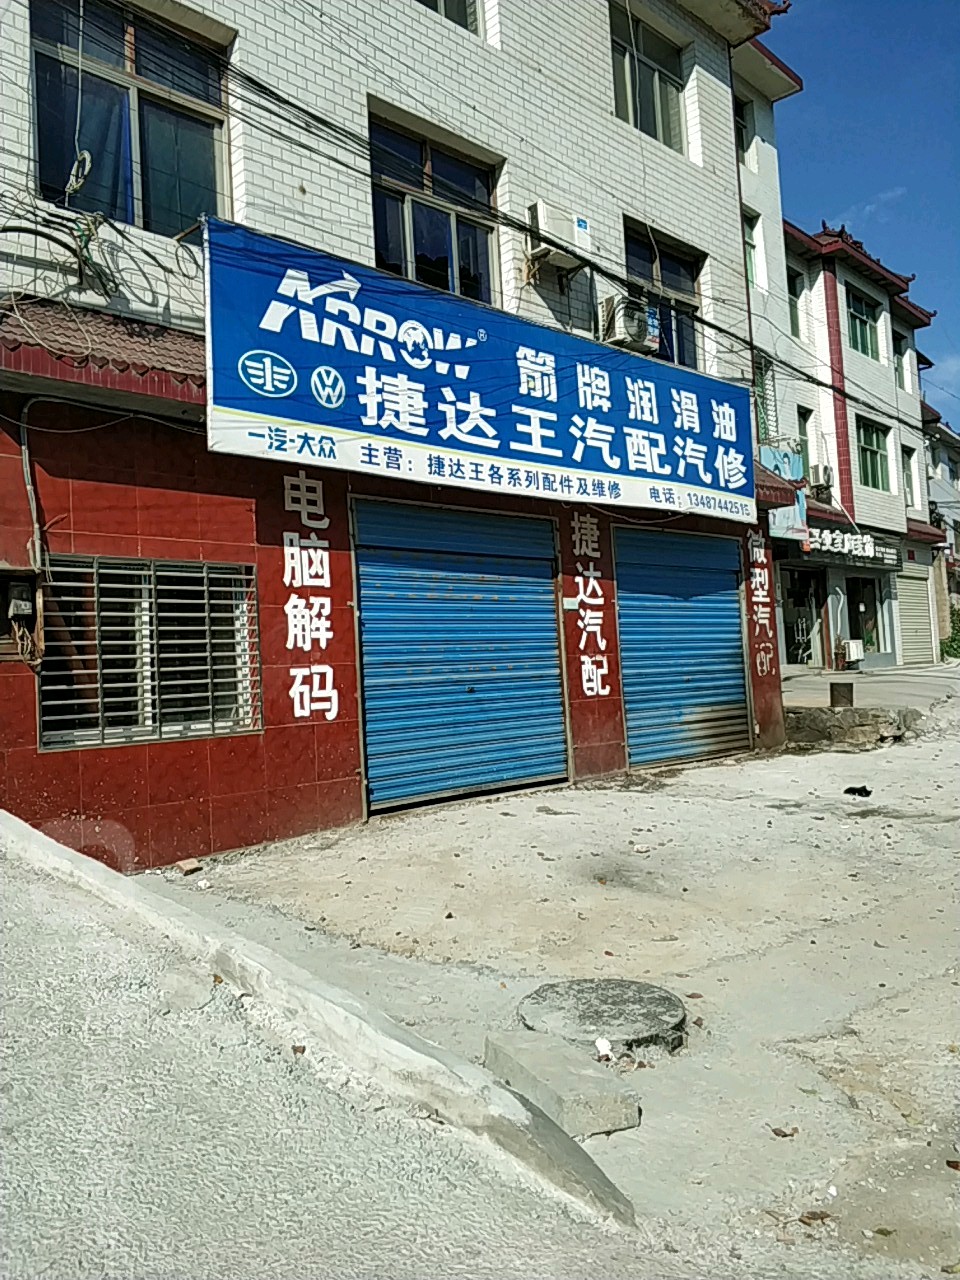 ARROW®
箭牌润滑油
捷达王汽配汽修
一汽-大众
主营：捷达王各系列配件及维修 电话：13487442515
电脑解码
捷达汽配
微型汽配